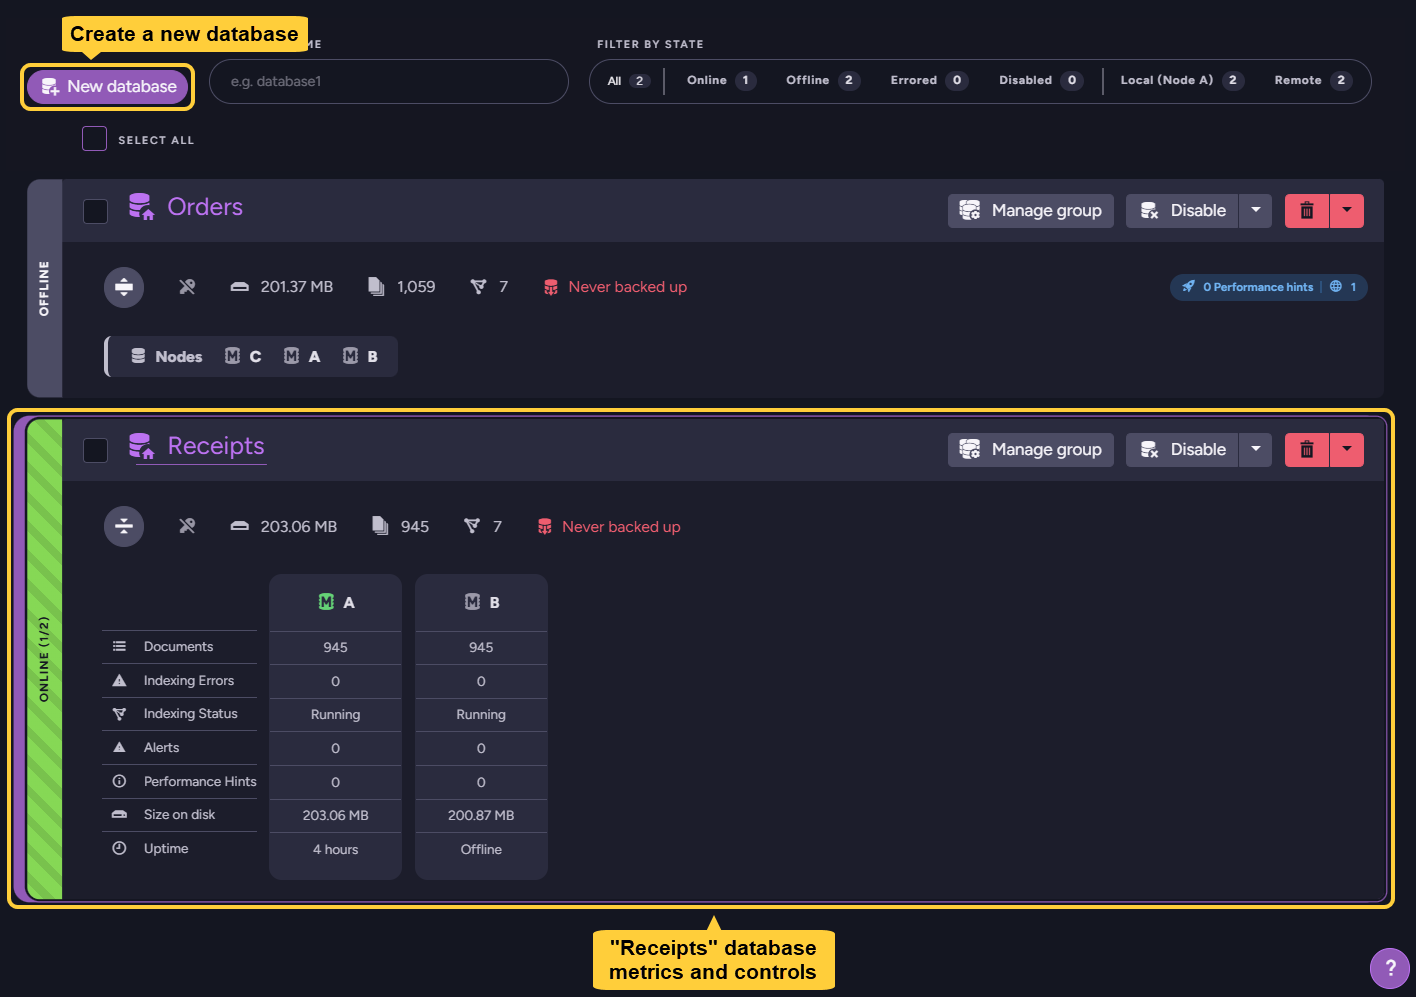 Create a new database
ME
FILTER BY STATE
New database
e.g. database1
All 2 Online 1 Offline 2 Errored 0 Disabled 0 Local (Node A) 2 Remote 2
SELECT ALL
OFFLINE
Orders
Manage group
Disable
201.37 MB
1,059
7
Never backed up
0 Performance hints 1
Nodes C A B
ONLINE (1/2)
Receipts
Manage group
Disable
203.06 MB
945
7
Never backed up
A B
Documents 945 945
Indexing Errors 0 0
Indexing Status Running Running
Alerts 0 0
Performance Hints 0 0
Size on disk 203.06 MB 200.87 MB
Uptime 4 hours Offline
"Receipts" database
metrics and controls
?